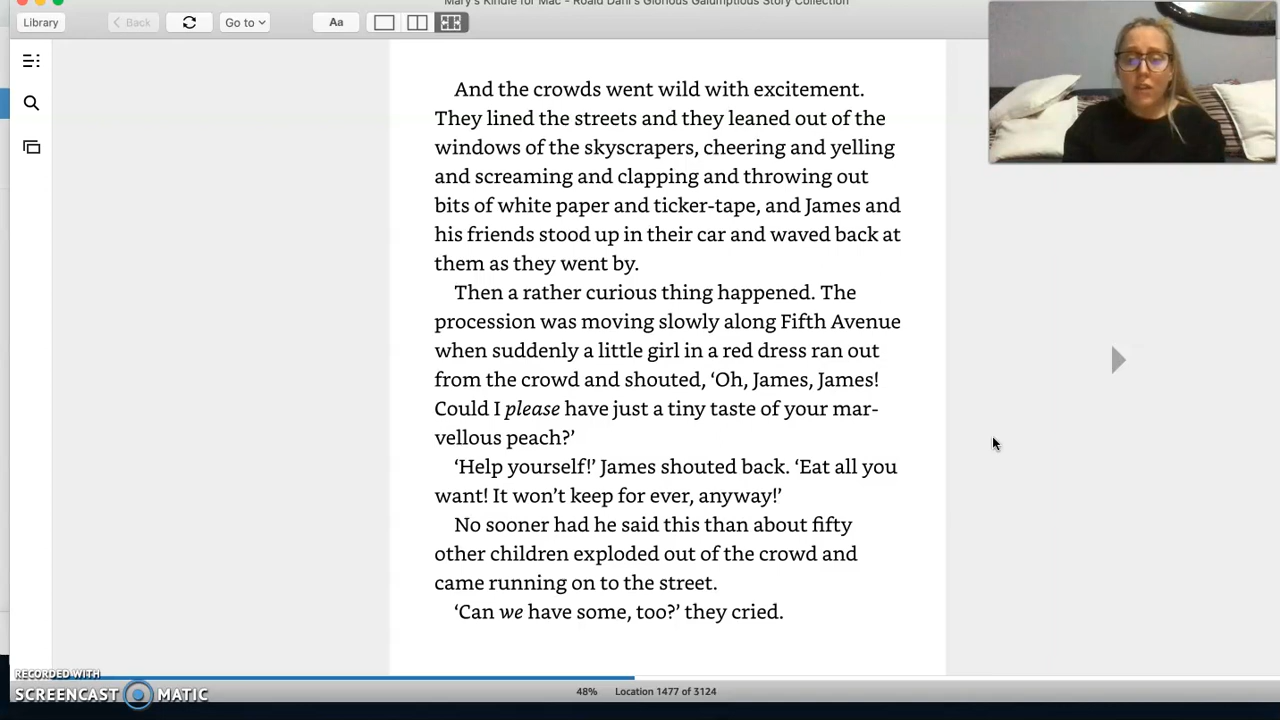 Mary's Kindle for Mac - Roald Dahl's Glorious Galumptious Story Collection
Library
Back
Go to
Aa
And the crowds went wild with excitement.
They lined the streets and they leaned out of the
windows of the skyscrapers, cheering and yelling
and screaming and clapping and throwing out
bits of white paper and ticker-tape, and James and
his friends stood up in their car and waved back at
them as they went by.
Then a rather curious thing happened. The
procession was moving slowly along Fifth Avenue
when suddenly a little girl in a red dress ran out
from the crowd and shouted, ‘Oh, James, James!
Could I please have just a tiny taste of your mar-
vellous peach?’
‘Help yourself!’ James shouted back. ‘Eat all you
want! It won’t keep for ever, anyway!’
No sooner had he said this than about fifty
other children exploded out of the crowd and
came running on to the street.
‘Can we have some, too?’ they cried.
RECORDED WITH
SCREENCAST MATIC
48% Location 1477 of 3124